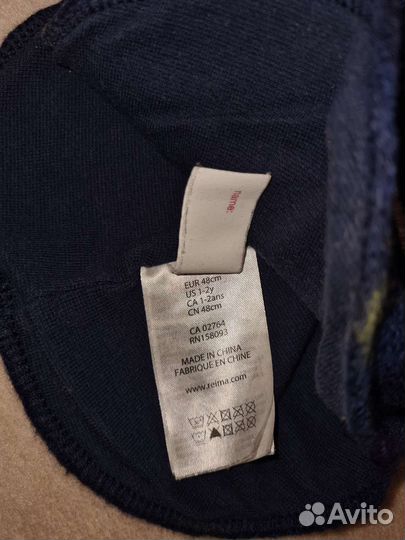 name:
EUR 48cm
US 1-2y
CA 1-2ans
CN 48cm
CA 02764
RN158093
MADE IN CHINA
FABRIQUE EN CHINE
www.reima.com
Avito